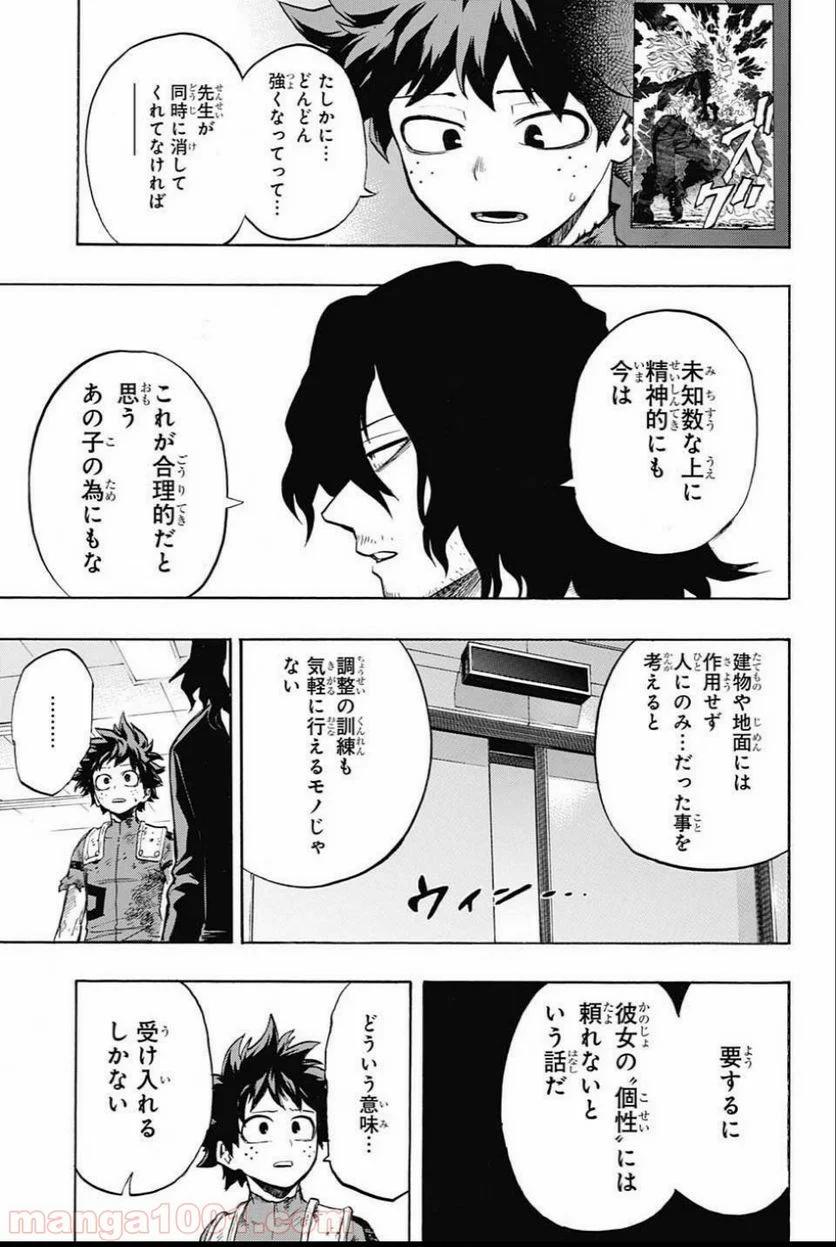 ズズッ
たしかに…
どんどん
強くなってって…
先生が
同時に消して
くれてなければ
――
未知数な上に
精神的にも
今は
これが合理的だと
思う
あの子の為にもな
建物や地面には
作用せず
人にのみ…だった事を
考えると
調整の訓練も
気軽に行えるモノじゃ
ない
ウィン…
………
要するに
彼女の〝個性〟には
頼れないと
いう話だ
どういう意味…
受け入れる
しかない
manga1001.com